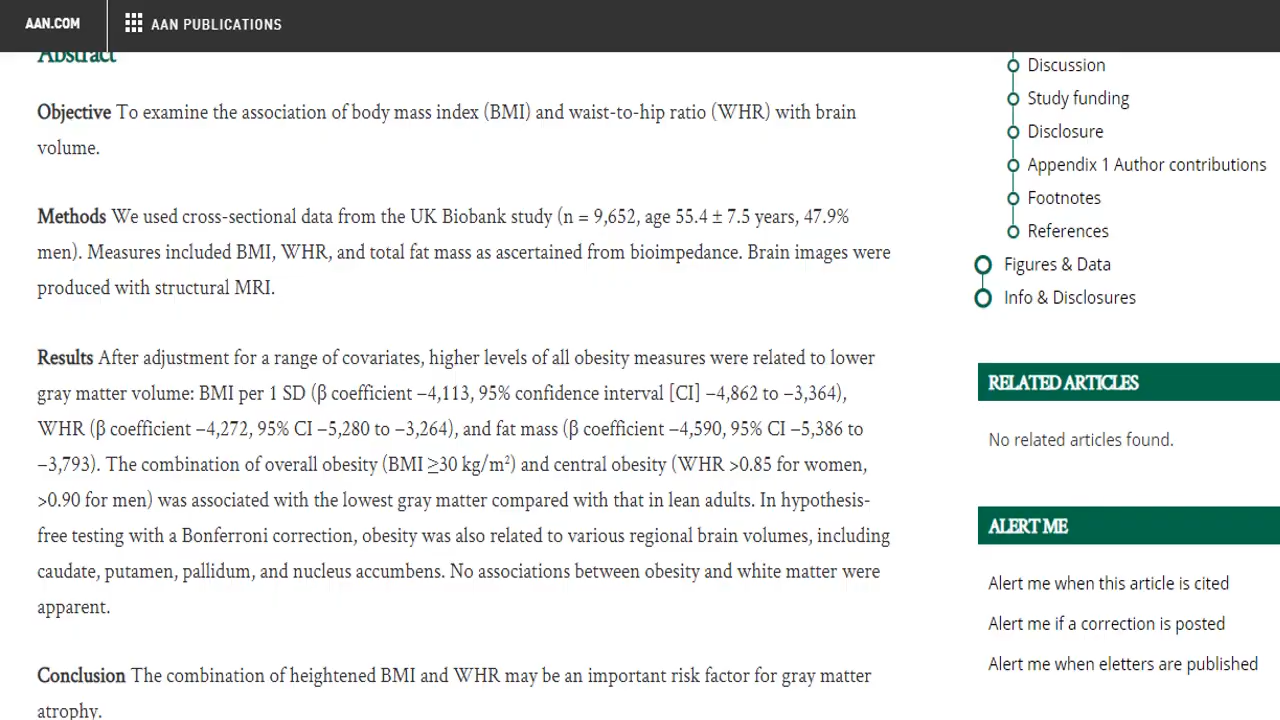 AAN.COM
AAN PUBLICATIONS
Abstract
Objective To examine the association of body mass index (BMI) and waist-to-hip ratio (WHR) with brain
volume.
Methods We used cross-sectional data from the UK Biobank study (n = 9,652, age 55.4 ± 7.5 years, 47.9%
men). Measures included BMI, WHR, and total fat mass as ascertained from bioimpedance. Brain images were
produced with structural MRI.
Results After adjustment for a range of covariates, higher levels of all obesity measures were related to lower
gray matter volume: BMI per 1 SD (β coefficient −4,113, 95% confidence interval [CI] −4,862 to −3,364),
WHR (β coefficient −4,272, 95% CI −5,280 to −3,264), and fat mass (β coefficient −4,590, 95% CI −5,386 to
−3,793). The combination of overall obesity (BMI ≥30 kg/m²) and central obesity (WHR >0.85 for women,
>0.90 for men) was associated with the lowest gray matter compared with that in lean adults. In hypothesis-
free testing with a Bonferroni correction, obesity was also related to various regional brain volumes, including
caudate, putamen, pallidum, and nucleus accumbens. No associations between obesity and white matter were
apparent.
Conclusion The combination of heightened BMI and WHR may be an important risk factor for gray matter
atrophy.
Discussion
Study funding
Disclosure
Appendix 1 Author contributions
Footnotes
References
Figures & Data
Info & Disclosures
RELATED ARTICLES
No related articles found.
ALERT ME
Alert me when this article is cited
Alert me if a correction is posted
Alert me when eletters are published